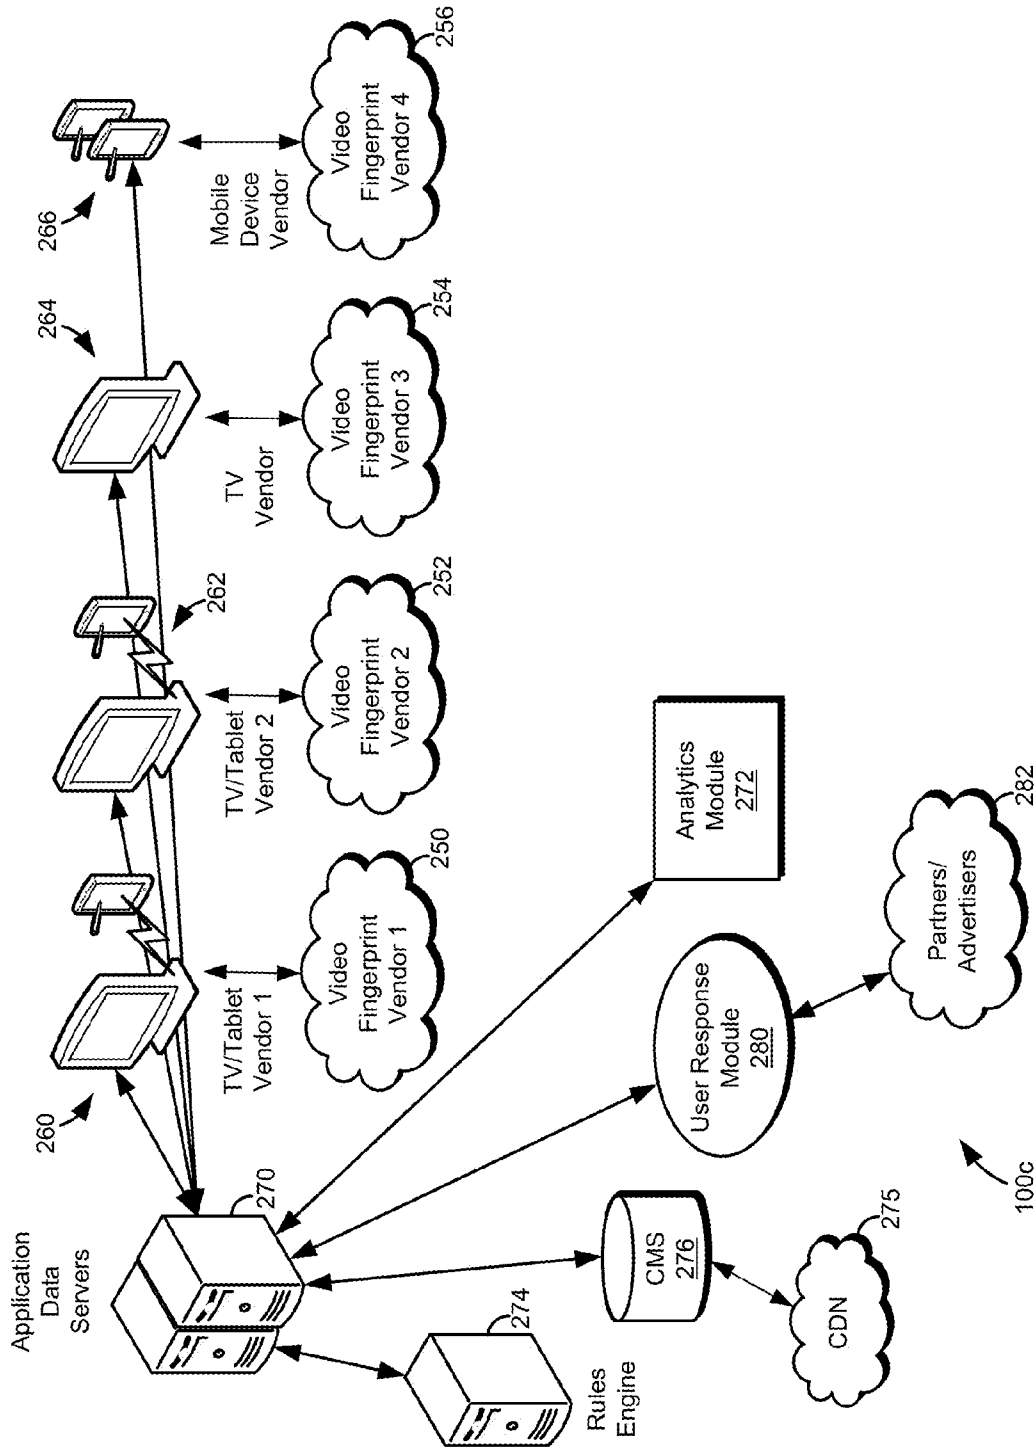 266
Mobile
Device
Vendor
Video
Fingerprint
Vendor 4
256
264
TV
Vendor
Video
Fingerprint
Vendor 3
254
262
TV/Tablet
Vendor 2
Video
Fingerprint
Vendor 2
252
260
TV/Tablet
Vendor 1
Video
Fingerprint
Vendor 1
250
Application
Data
Servers
270
Rules
Engine
274
CMS
276
CDN
275
User Response
Module
280
Analytics
Module
272
Partners/
Advertisers
282
100c